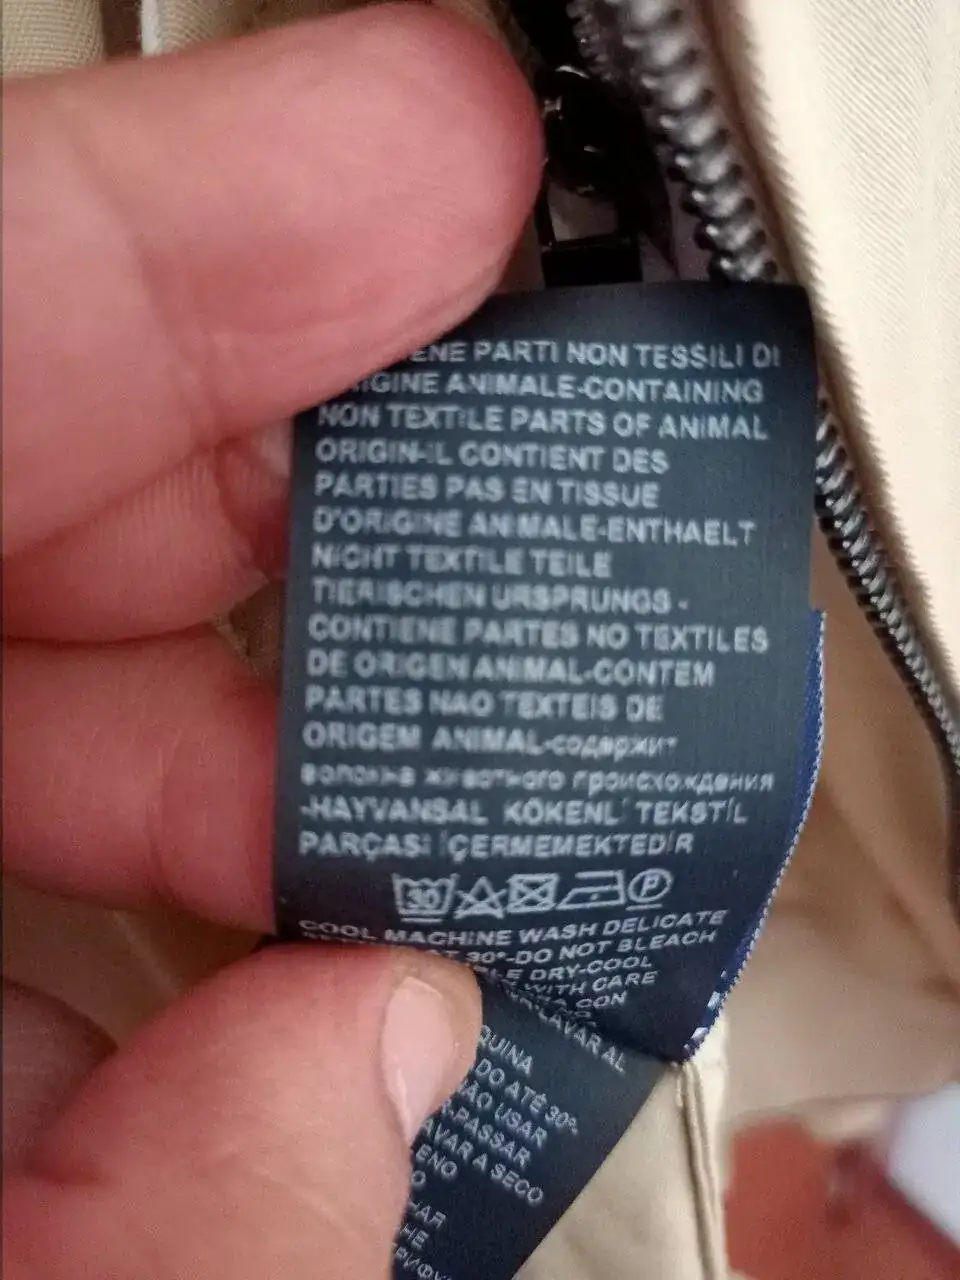 PARTI NON TESSILI DI
ANIMALE-CONTAINING
NON TEXTILE PARTS OF ANIMAL
ORIGIN-IL CONTIENT DES
PARTIES PAS EN TISSUE
D'ORIGINE ANIMALE-ENTHAELT
NICHT TEXTILE TEILE
TIERISCHEN URSPRUNGS -
CONTIENE PARTES NO TEXTILES
DE ORIGEN ANIMAL-CONTEM
PARTES NAO TEXTEIS DE
ORIGEM ANIMAL-содержит
волокна животного происхождения
-HAYVANSAL KÖKENLİ TEKSTİL
PARÇASI İÇERMEMEKTEDİR
30 P
COOL MACHINE WASH DELICATE
30°-DO NOT BLEACH
DRY-COOL
WITH CARE
CON
LAVAR AL
DO ATÉ 30º-
NÃO USAR
PASSAR
A SECO